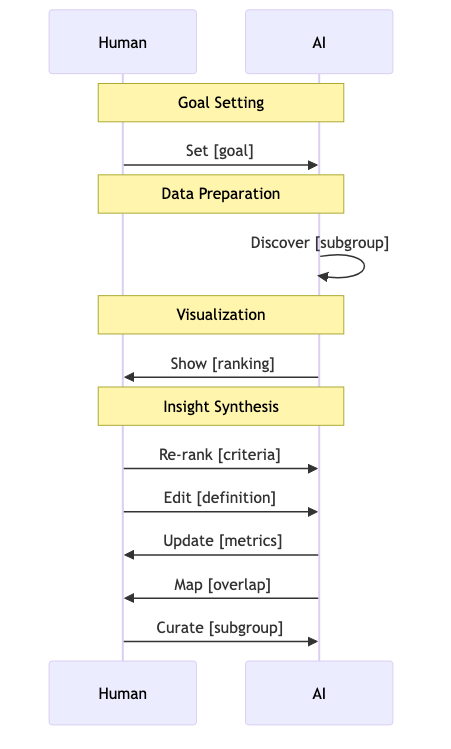 Human
AI
Goal Setting
Set [goal]
Data Preparation
Discover [subgroup]
Visualization
Show [ranking]
Insight Synthesis
Re-rank [criteria]
Edit [definition]
Update [metrics]
Map [overlap]
Curate [subgroup]
Human
AI